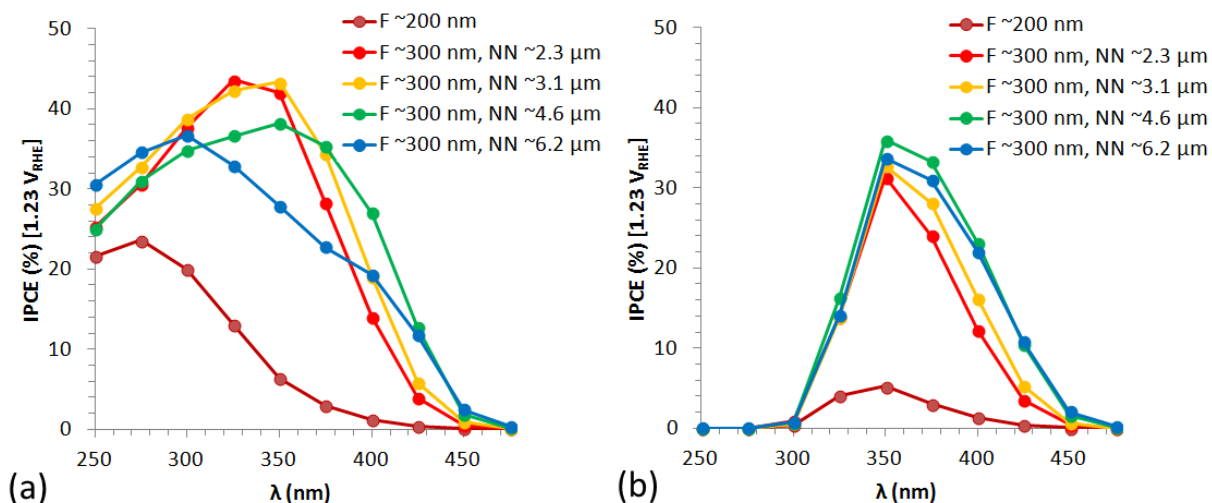 50
40
30
20
10
0
IPCE (%) [1.23 V_RHE]
F ~200 nm
F ~300 nm, NN ~2.3 µm
F ~300 nm, NN ~3.1 µm
F ~300 nm, NN ~4.6 µm
F ~300 nm, NN ~6.2 µm
250 300 350 400 450
λ (nm)
(a)
50
40
30
20
10
0
IPCE (%) [1.23 V_RHE]
F ~200 nm
F ~300 nm, NN ~2.3 µm
F ~300 nm, NN ~3.1 µm
F ~300 nm, NN ~4.6 µm
F ~300 nm, NN ~6.2 µm
250 300 350 400 450
λ (nm)
(b)